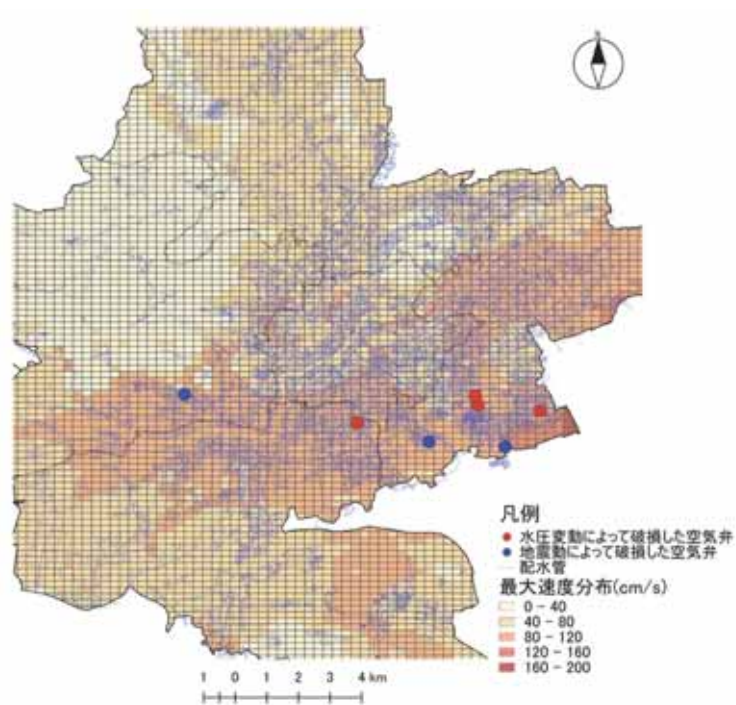 凡例
水圧変動によって破損した空気弁
地震動によって破損した空気弁
配水管
最大速度分布(cm/s)
0 - 40
40 - 80
80 - 120
120 - 160
160 - 200
1 0 1 2 3 4 km